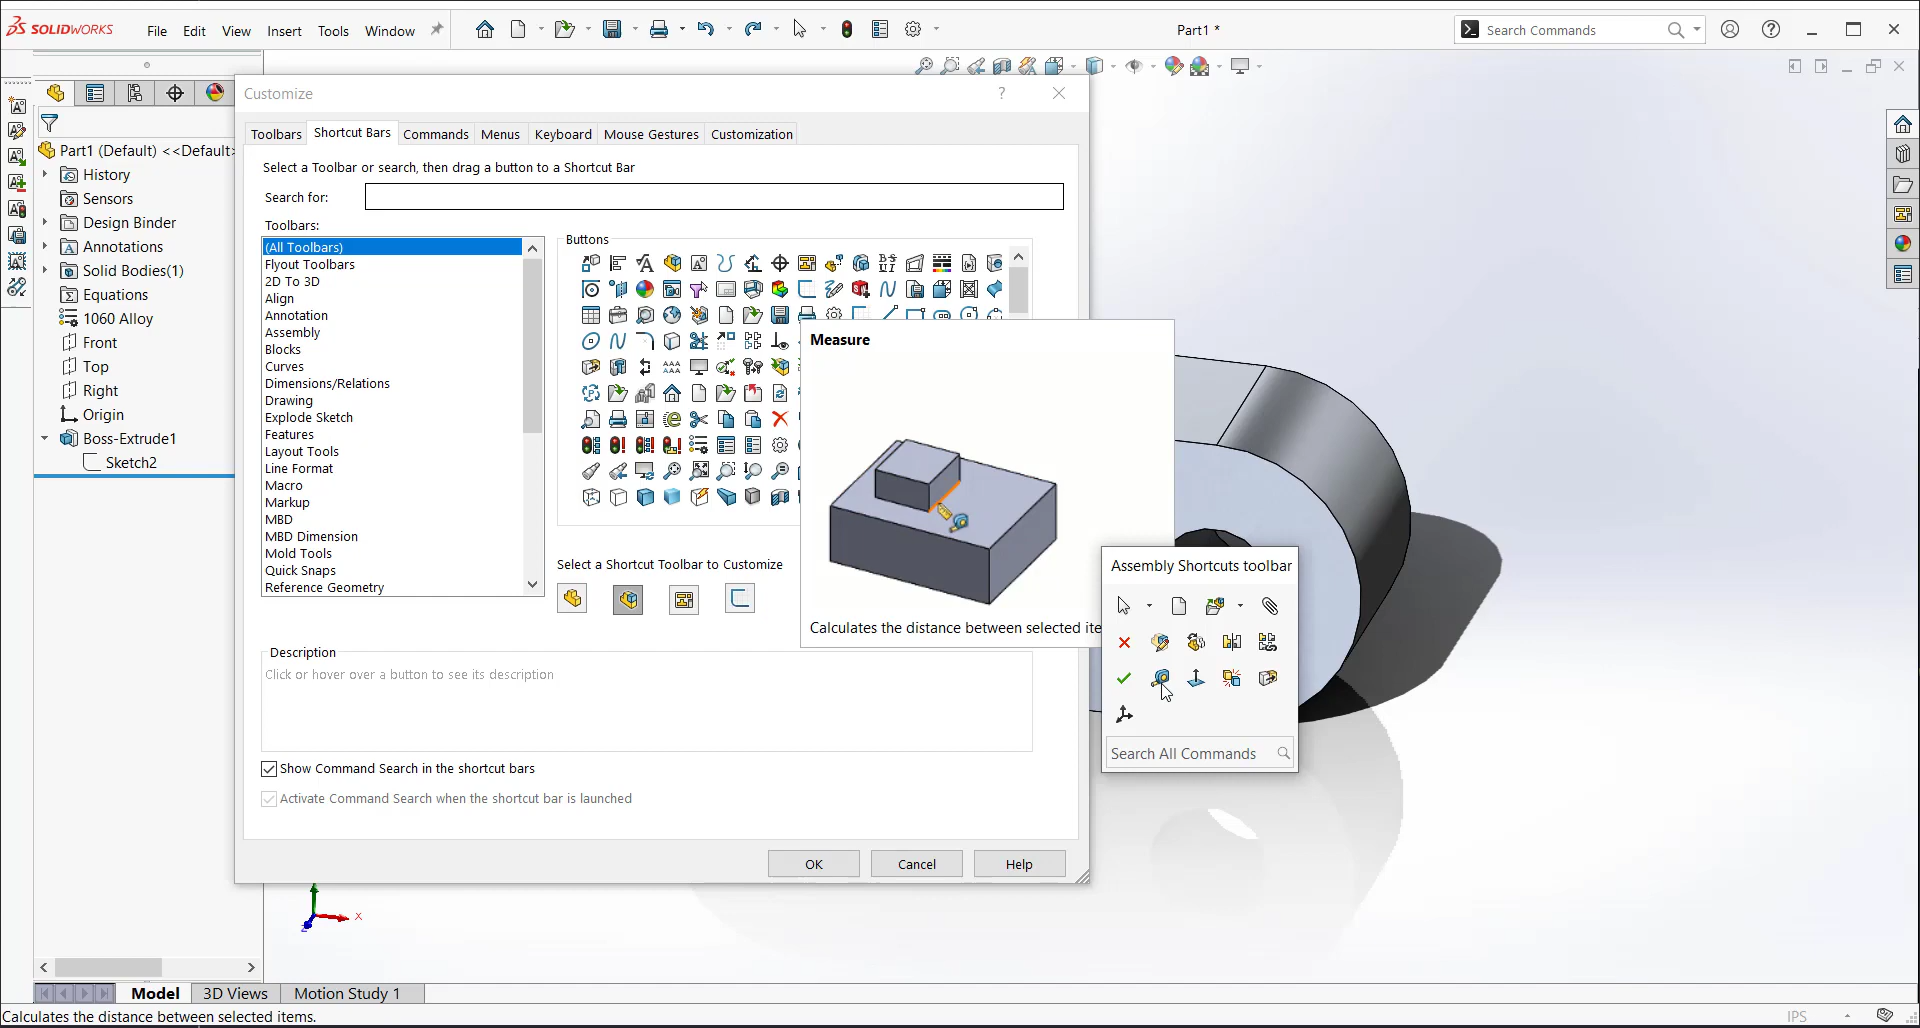 SOLIDWORKS File Edit View Insert Tools Window
Part1 *
Search Commands
Customize
Toolbars Shortcut Bars Commands Menus Keyboard Mouse Gestures Customization
Select a Toolbar or search, then drag a button to a Shortcut Bar
Search for:
Toolbars:
(All Toolbars)
Flyout Toolbars
2D To 3D
Align
Annotation
Assembly
Blocks
Curves
Dimensions/Relations
Drawing
Explode Sketch
Features
Layout Tools
Line Format
Macro
Markup
MBD
MBD Dimension
Mold Tools
Quick Snaps
Reference Geometry
Buttons
Measure
Calculates the distance between selected ite
Select a Shortcut Toolbar to Customize
Description
Click or hover over a button to see its description
Show Command Search in the shortcut bars
Activate Command Search when the shortcut bar is launched
OK Cancel Help
Assembly Shortcuts toolbar
Search All Commands
Part1 (Default) <<Default>
History
Sensors
Design Binder
Annotations
Solid Bodies(1)
Equations
1060 Alloy
Front
Top
Right
Origin
Boss-Extrude1
Sketch2
X
Z
Model 3D Views Motion Study 1
Calculates the distance between selected items.
IPS